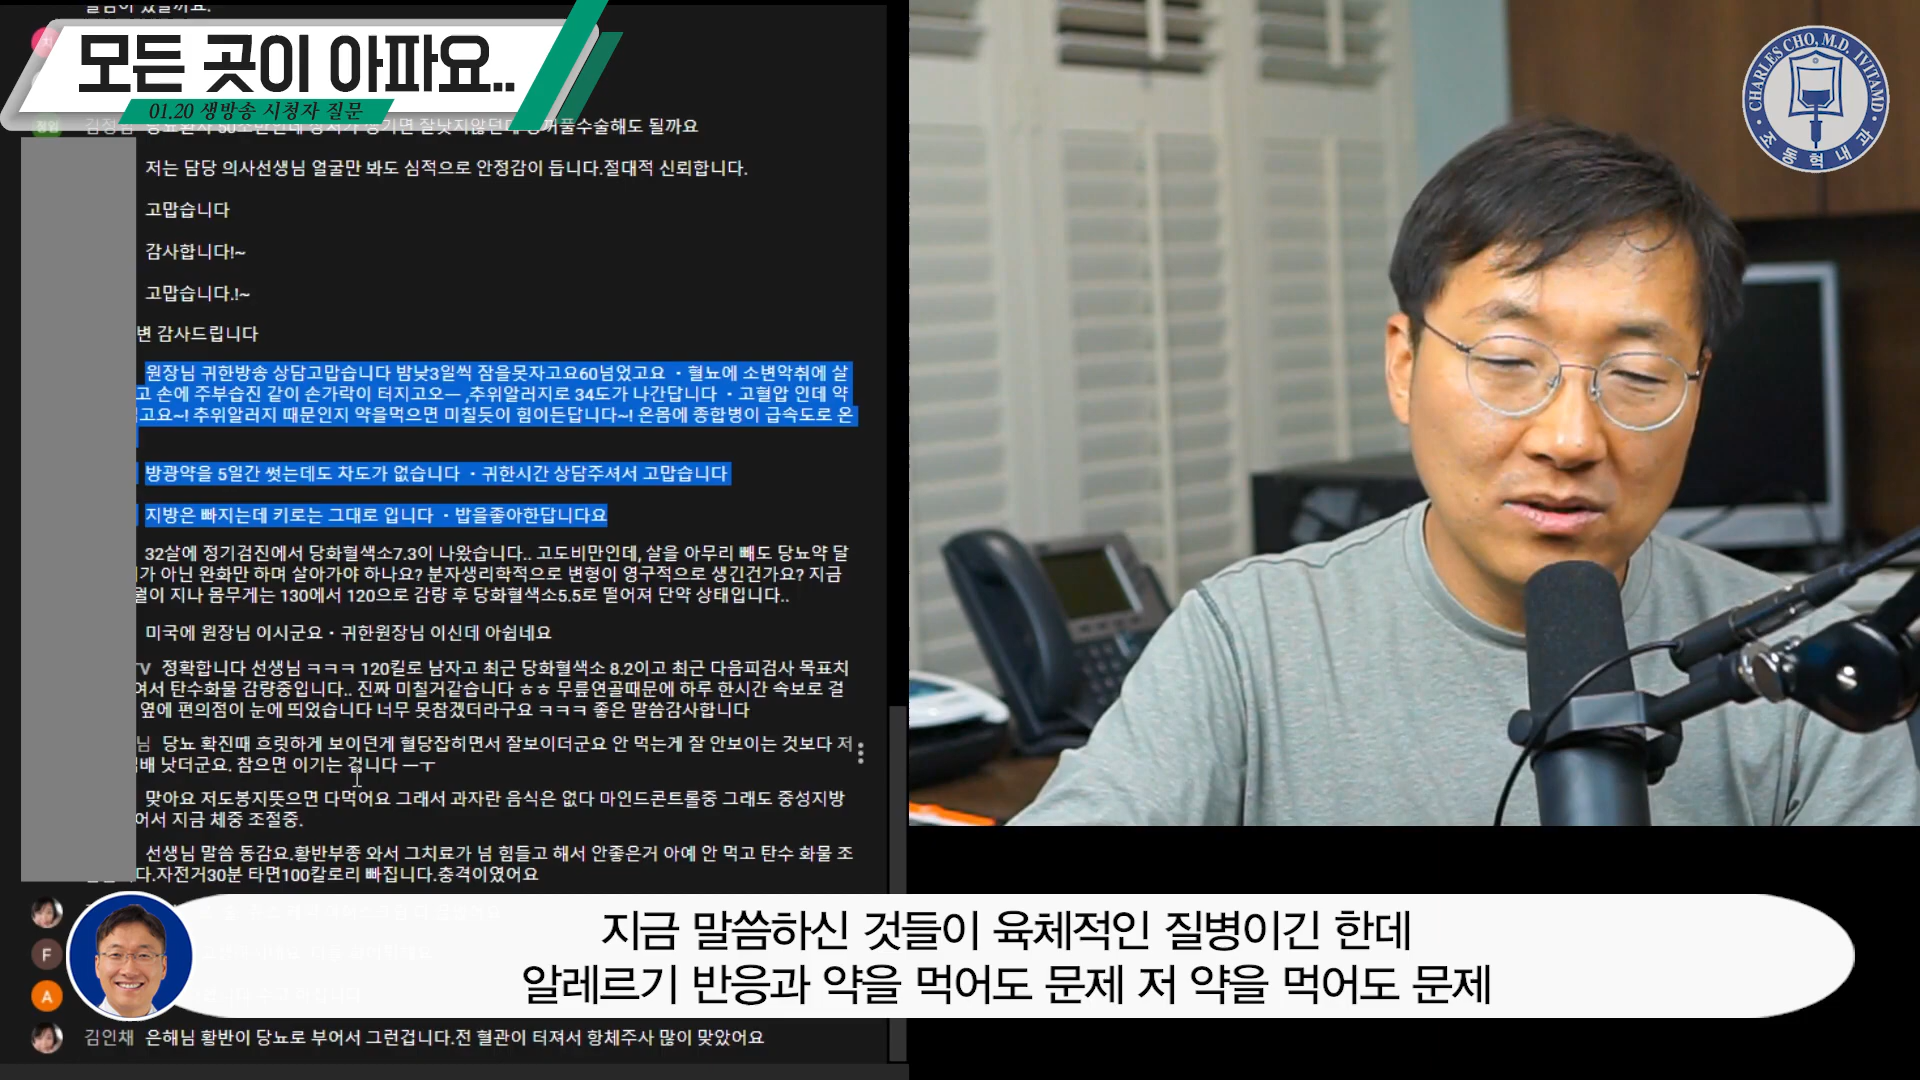 모든 곳이 아파요..
01.20 생방송 시청자 질문
수술해도 될까요
저는 담당 의사선생님 얼굴만 봐도 심적으로 안정감이 듭니다.절대적 신뢰합니다.
고맙습니다
감사합니다!~
고맙습니다.!~
변 감사드립니다
원장님 귀한방송 상담고맙습니다 밤낮3일씩 잠을못자고요60넘었고요 · 혈뇨에 소변악취에 살
고 손에 주부습진 같이 손가락이 터지고오ㅡ ,추위알러지로 34도가 나간답니다 · 고혈압 인데 약
고요~! 추위알러지 때문인지 약을먹으면 미칠듯이 힘이든답니다~! 온몸에 종합병이 급속도로 온
방광약을 5일간 썻는데도 차도가 없습니다 · 귀한시간 상담주셔서 고맙습니다
지방은 빠지는데 키로는 그대로 입니다 · 밥을좋아한답니다요
32살에 정기검진에서 당화혈색소7.3이 나왔습니다.. 고도비만인데, 살을 아무리 빼도 당뇨약 달
가 아닌 완화만 하며 살아가야 하나요? 분자생리학적으로 변형이 영구적으로 생긴건가요? 지금
월이 지나 몸무게는 130에서 120으로 감량 후 당화혈색소5.5로 떨어져 단약 상태입니다..
미국에 원장님 이시군요 · 귀한원장님 이신데 아쉽네요
TV 정확합니다 선생님 ㅋㅋㅋ 120킬로 남자고 최근 당화혈색소 8.2이고 최근 다음피검사 목표치
여서 탄수화물 감량중입니다.. 진짜 미칠거같습니다 ㅎㅎ 무릎연골때문에 하루 한시간 속보로 걸
옆에 편의점이 눈에 띄었습니다 너무 못참겠더라구요 ㅋㅋㅋ 좋은 말씀감사합니다
님 당뇨 확진때 흐릿하게 보이던게 혈당잡히면서 잘보이더군요 안 먹는게 잘 안보이는 것보다 저
배 낫더군요. 참으면 이기는 겁니다 ㅡㅜ
맞아요 저도봉지뜻으면 다먹어요 그래서 과자란 음식은 없다 마인드콘트롤중 그래도 중성지방
어서 지금 체중 조절중.
선생님 말씀 동감요.황반부종 와서 그치료가 넘 힘들고 해서 안좋은거 아예 안 먹고 탄수 화물 조
다.자전거30분 타면100칼로리 빠집니다.충격이였어요
F
A
김인채 은해님 황반이 당뇨로 부어서 그런겁니다.전 혈관이 터져서 항체주사 많이 맞았어요
CHARLES CHO, M.D. IVITAMD
조동혁내과
지금 말씀하신 것들이 육체적인 질병이긴 한데
알레르기 반응과 약을 먹어도 문제 저 약을 먹어도 문제